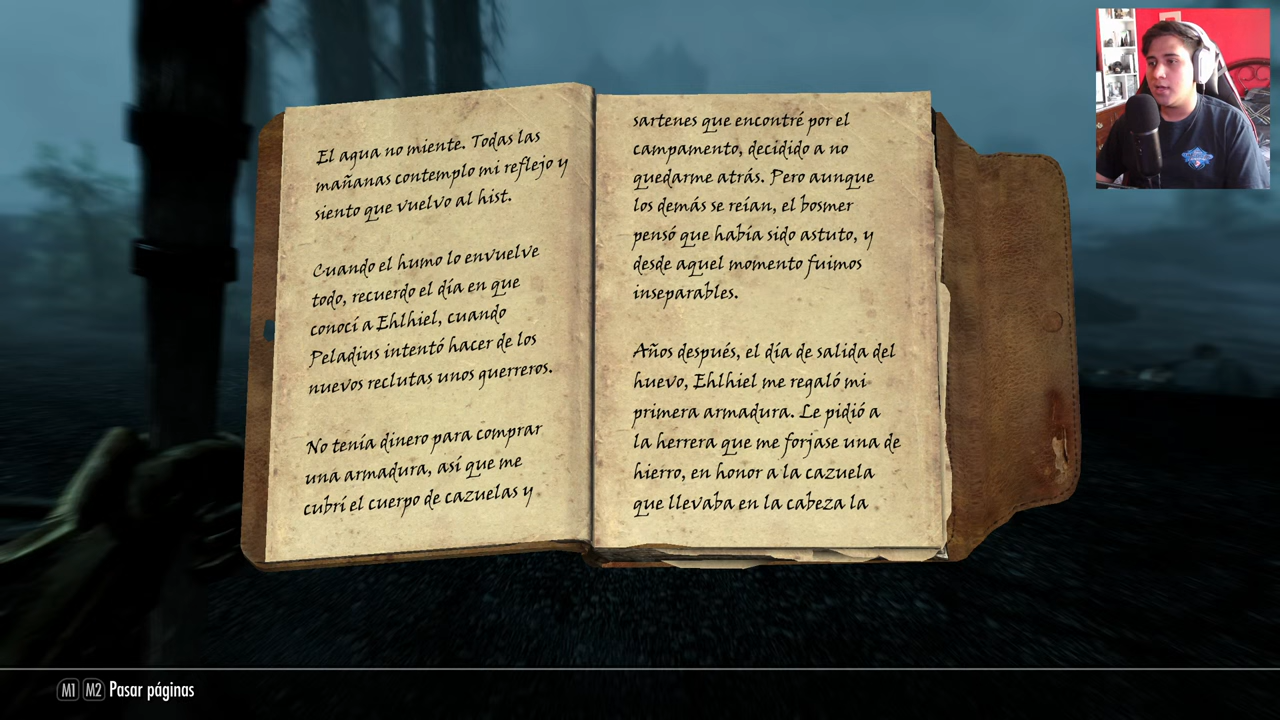 El agua no miente. Todas las
mañanas contemplo mi reflejo y
siento que vuelvo al hist.
Cuando el humo lo envuelve
todo, recuerdo el día en que
conocí a Ehlhiel, cuando
Peladius intentó hacer de los
nuevos reclutas unos guerreros.
No tenía dinero para comprar
una armadura, así que me
cubrí el cuerpo de cazuelas y
sartenes que encontré por el
campamento, decidido a no
quedarme atrás. Pero aunque
los demás se reían, el bosmer
pensó que había sido astuto, y
desde aquel momento fuimos
inseparables.
Años después, el día de salida del
huevo, Ehlhiel me regaló mi
primera armadura. Le pidió a
la herrera que me forjase una de
hierro, en honor a la cazuela
que llevaba en la cabeza la
M1 M2 Pasar páginas